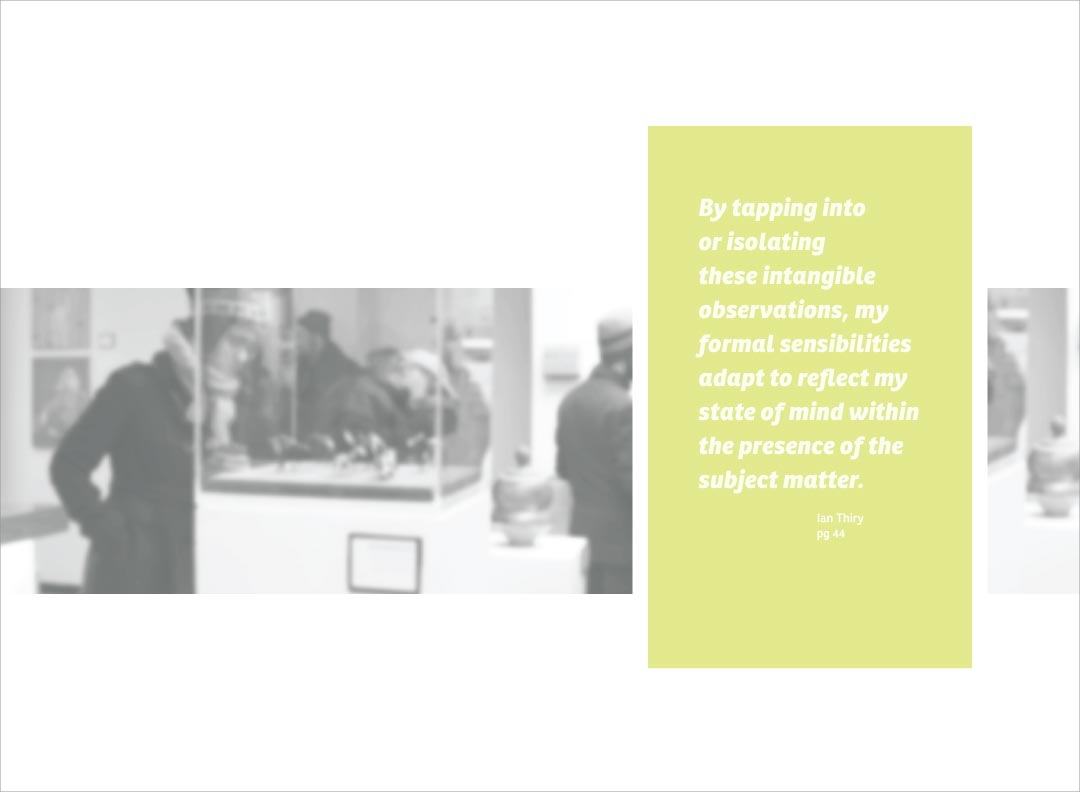 By tapping into
or isolating
these intangible
observations, my
formal sensibilities
adapt to reflect my
state of mind within
the presence of the
subject matter.
Ian Thiry
pg 44